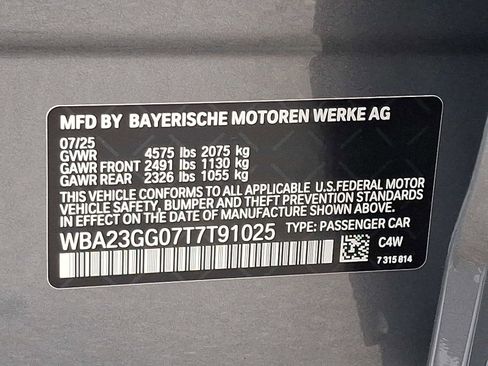 MFD BY BAYERISCHE MOTOREN WERKE AG
07/25
GVWR 4575 lbs 2075 kg
GAWR FRONT 2491 lbs 1130 kg
GAWR REAR 2326 lbs 1055 kg
THIS VEHICLE CONFORMS TO ALL APPLICABLE U.S.FEDERAL MOTOR
VEHICLE SAFETY, BUMPER AND THEFT PREVENTION STANDARDS IN
EFFECT ON THE DATE OF MANUFACTURE SHOWN ABOVE.
WBA23GG07T7T91025 TYPE: PASSENGER CAR
C4W
7 315 814